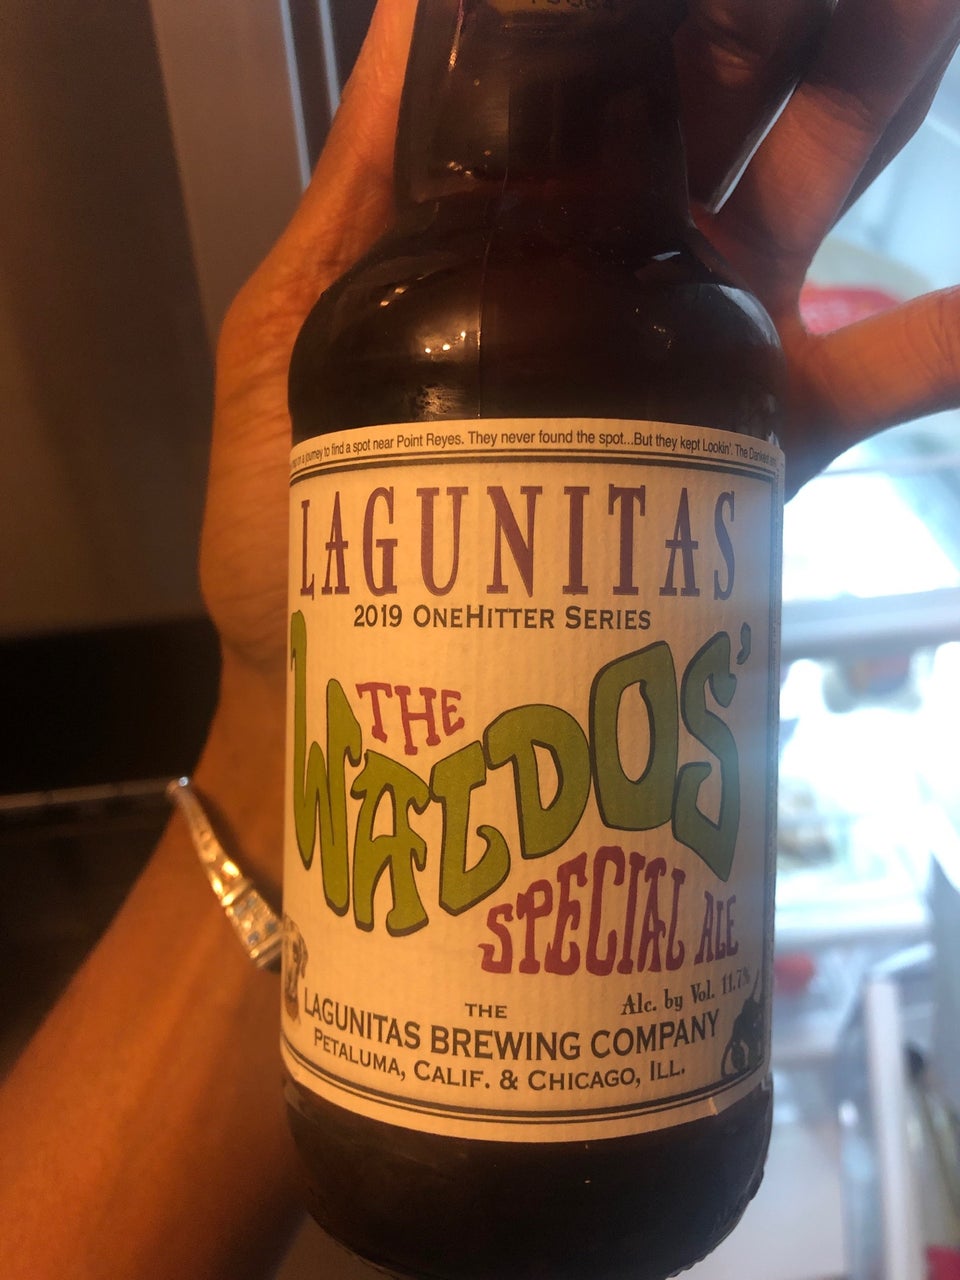 journey to find a spot near Point Reyes. They never found the spot...But they kept Lookin'. The
LAGUNITAS
2019 ONEHITTER SERIES
THE
WALDOS'
SPECIAL ALE
Alc. by Vol. 11.7%
THE
LAGUNITAS BREWING COMPANY
PETALUMA, CALIF. & CHICAGO, ILL.